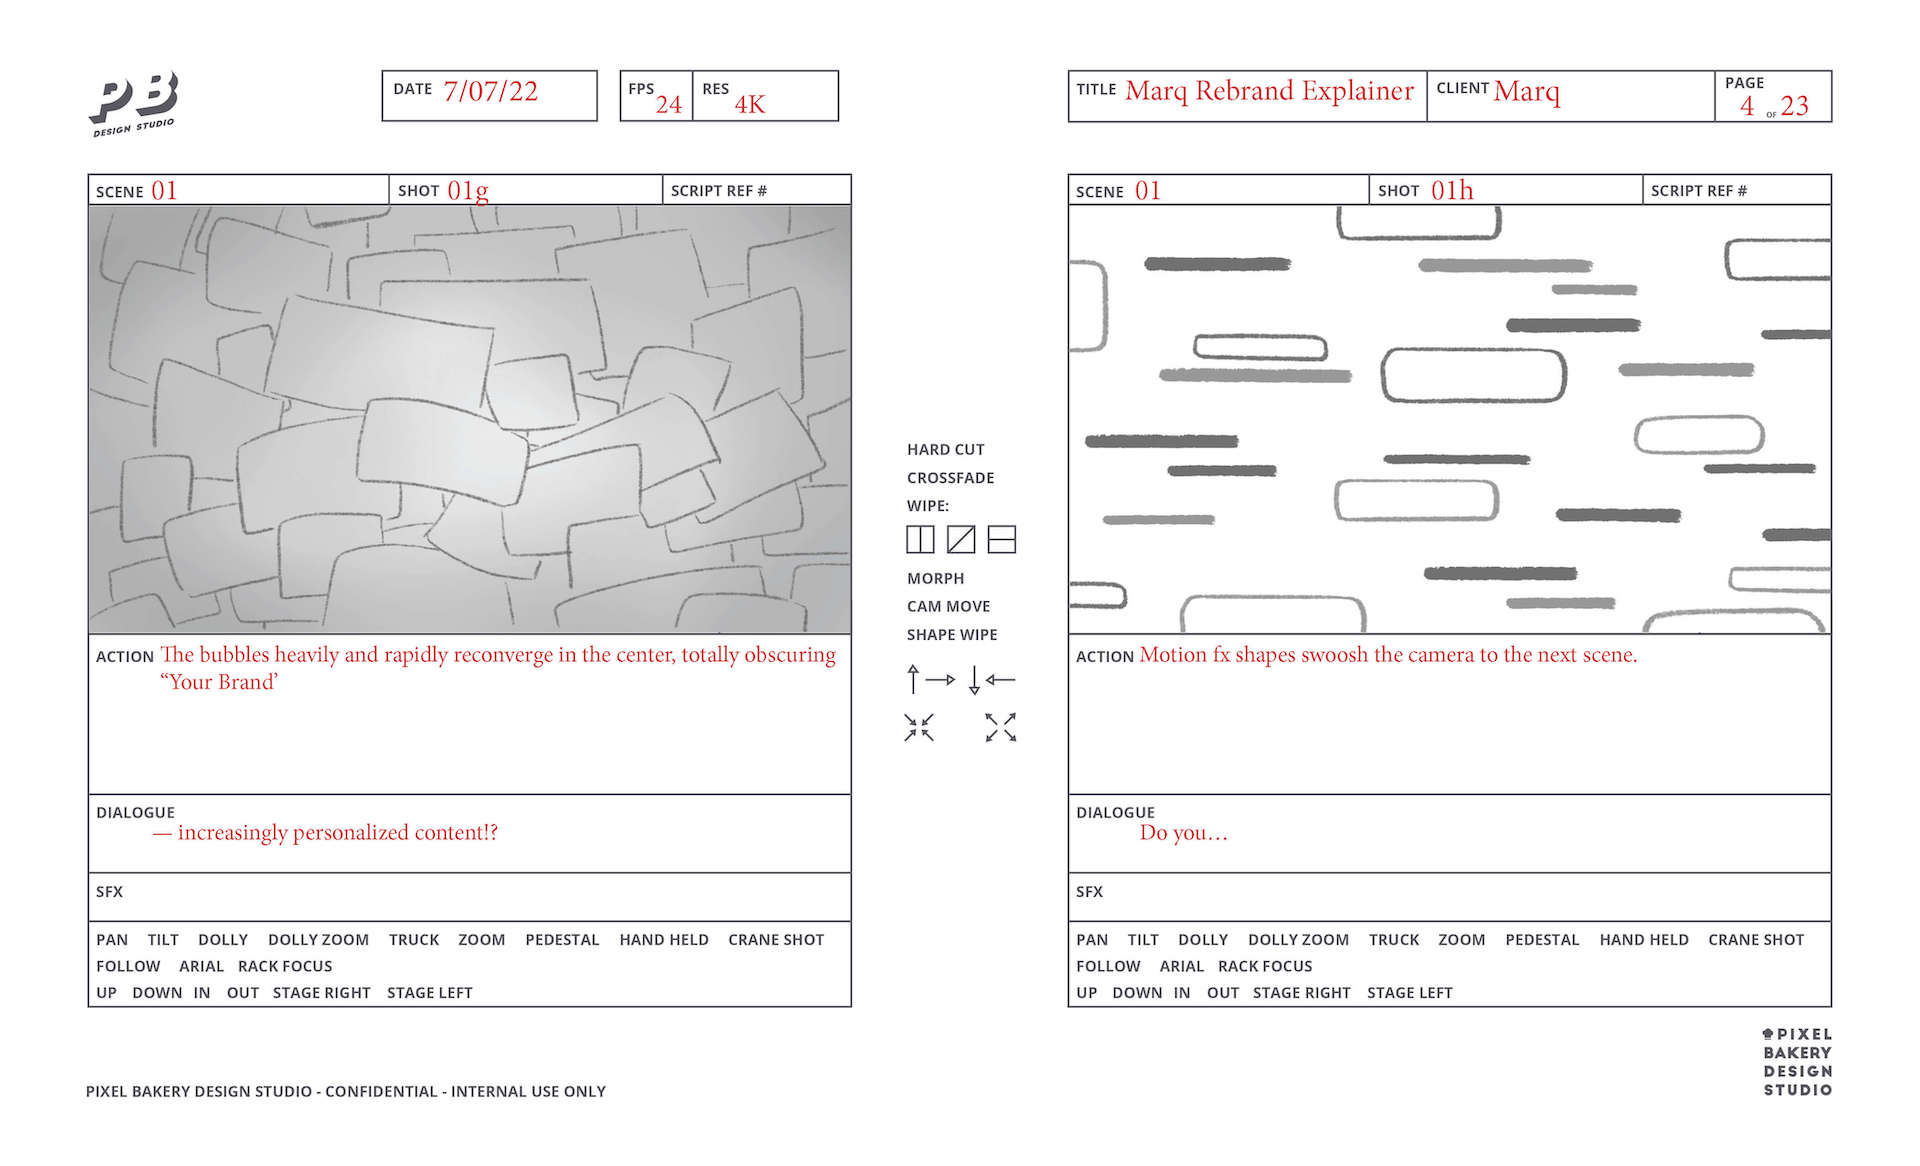 PB
DESIGN STUDIO
DATE 7/07/22
FPS 24 RES 4K
TITLE Marq Rebrand Explainer CLIENT Marq PAGE 4 OF 23
SCENE 01 SHOT 01g SCRIPT REF #
ACTION The bubbles heavily and rapidly reconverge in the center, totally obscuring
“Your Brand’
DIALOGUE
— increasingly personalized content!?
SFX
PAN TILT DOLLY DOLLY ZOOM TRUCK ZOOM PEDESTAL HAND HELD CRANE SHOT
FOLLOW ARIAL RACK FOCUS
UP DOWN IN OUT STAGE RIGHT STAGE LEFT
HARD CUT
CROSSFADE
WIPE:
MORPH
CAM MOVE
SHAPE WIPE
SCENE 01 SHOT 01h SCRIPT REF #
ACTION Motion fx shapes swoosh the camera to the next scene.
DIALOGUE
Do you…
SFX
PAN TILT DOLLY DOLLY ZOOM TRUCK ZOOM PEDESTAL HAND HELD CRANE SHOT
FOLLOW ARIAL RACK FOCUS
UP DOWN IN OUT STAGE RIGHT STAGE LEFT
PIXEL BAKERY DESIGN STUDIO - CONFIDENTIAL - INTERNAL USE ONLY
PIXEL
BAKERY
DESIGN
STUDIO